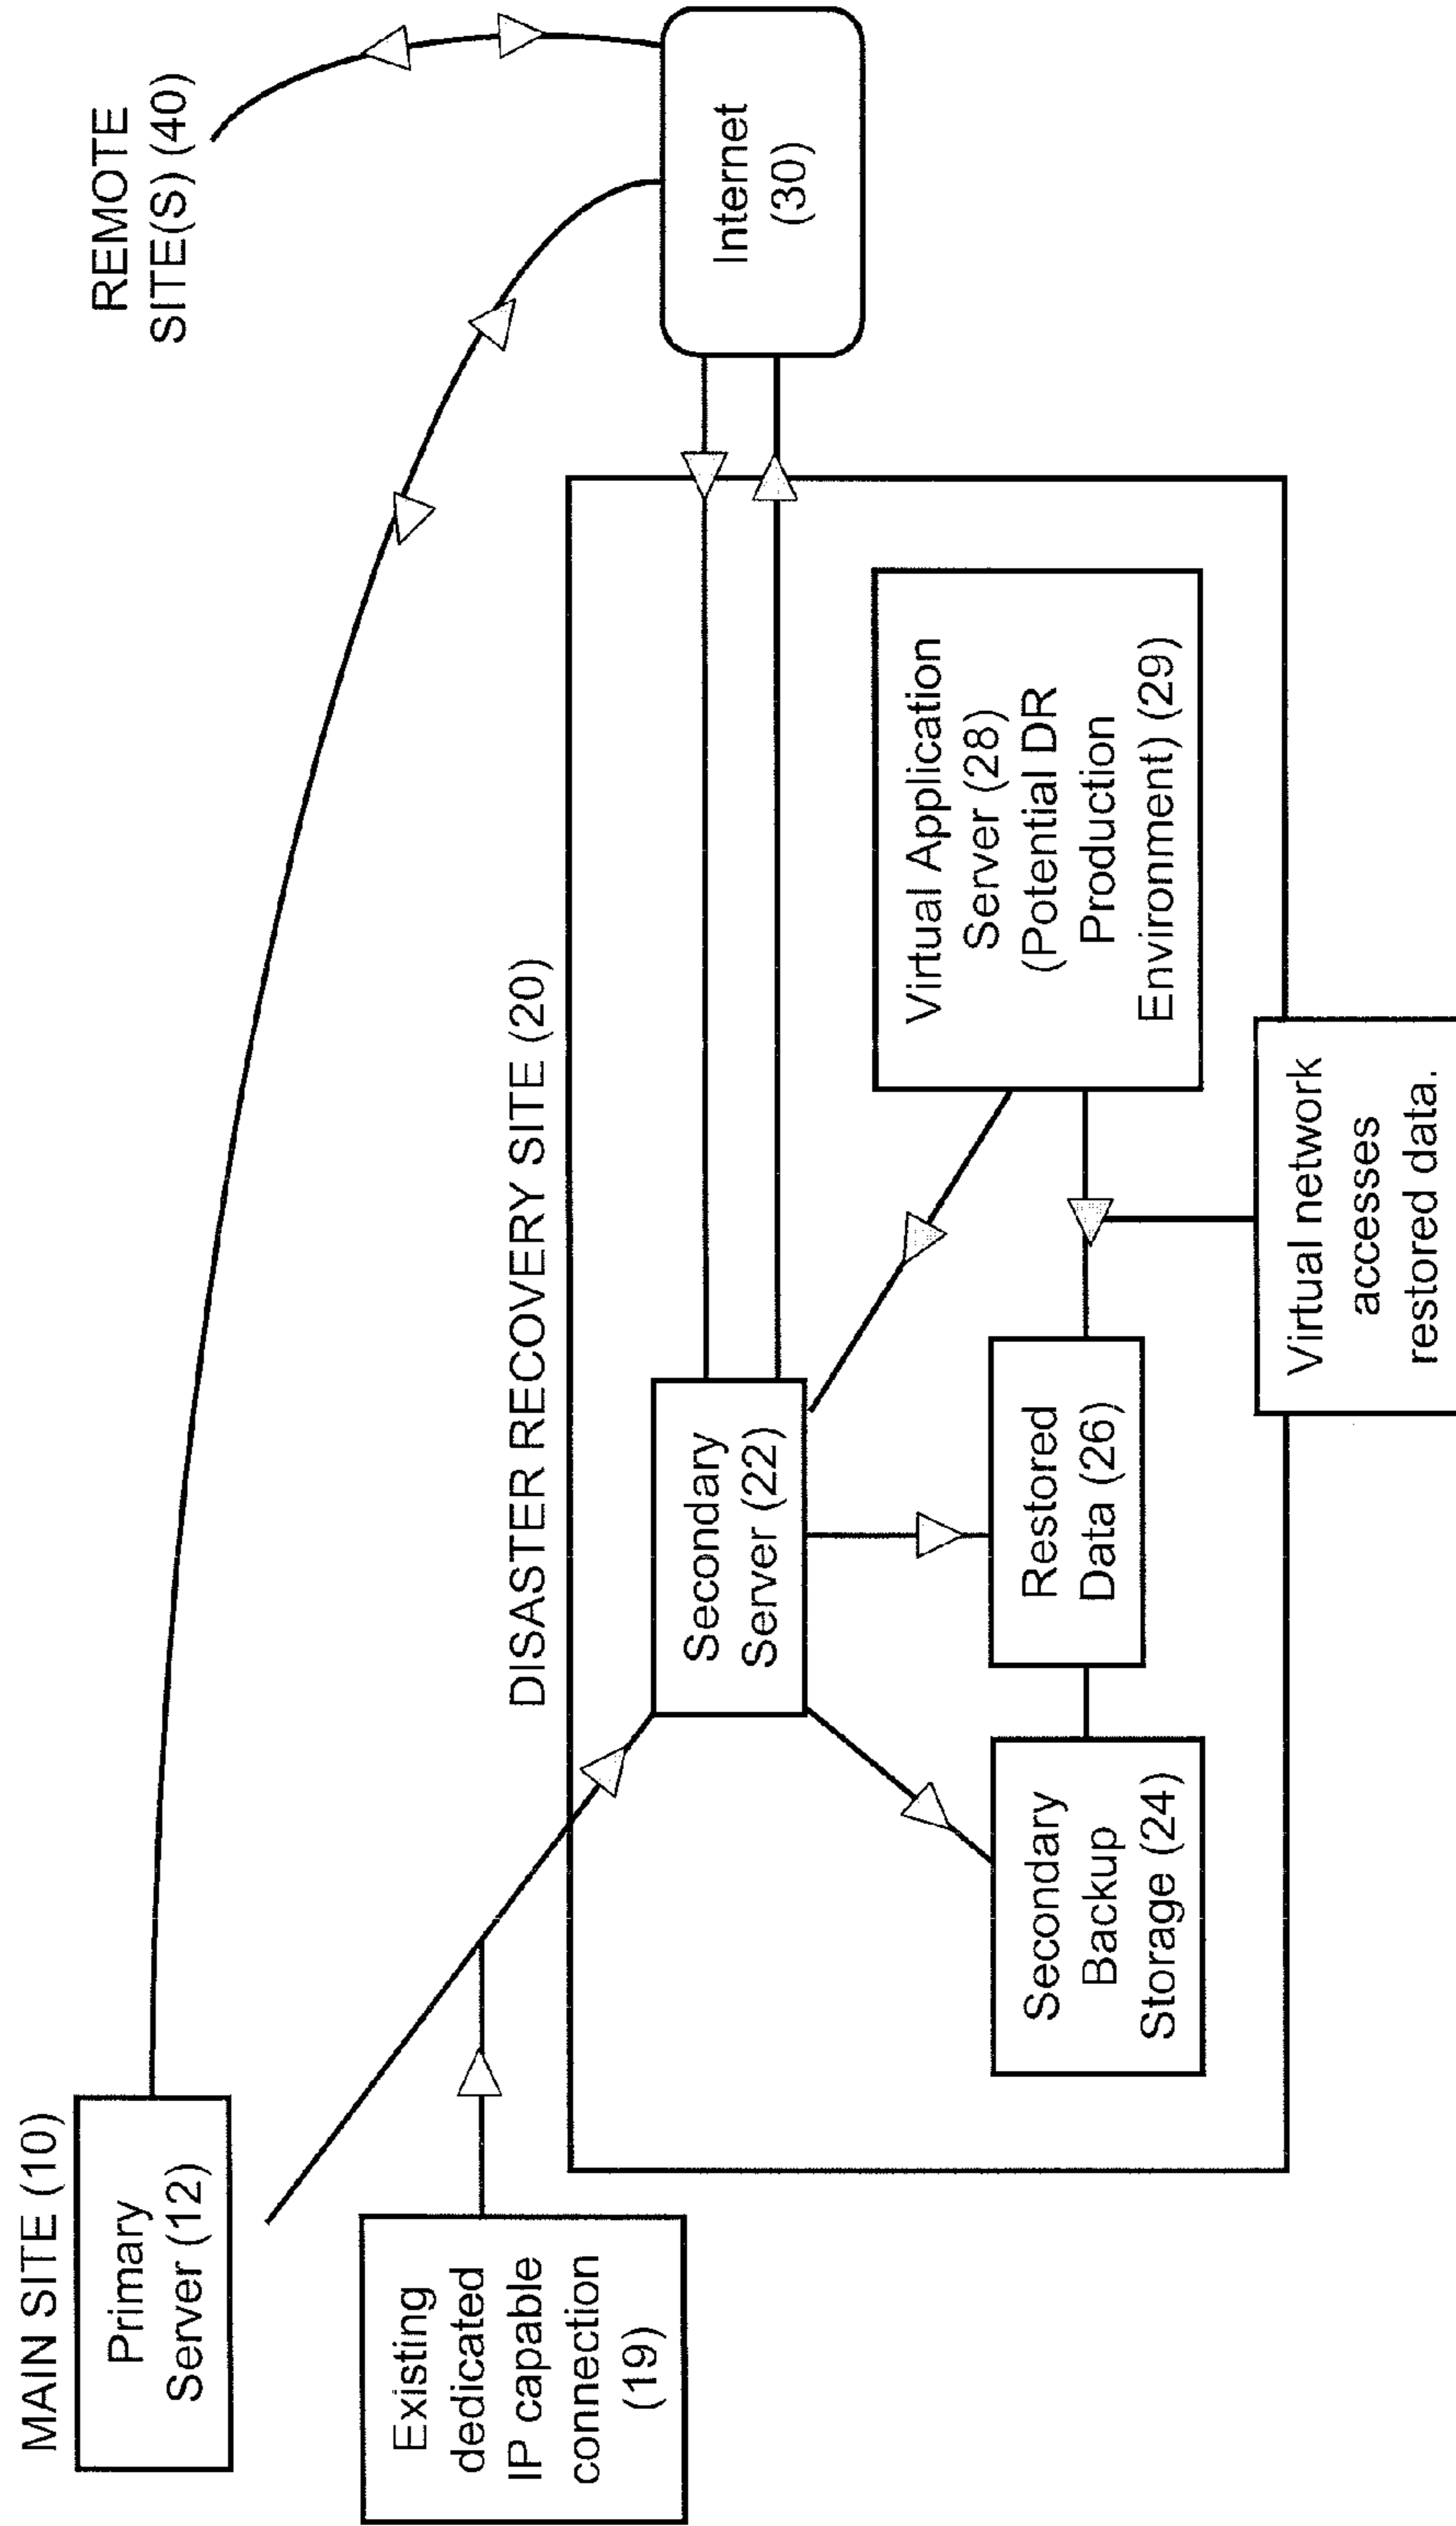 MAIN SITE (10)
Primary
Server (12)
REMOTE
SITE(S) (40)
Existing
dedicated
IP capable
connection
(19)
DISASTER RECOVERY SITE (20)
Secondary
Server (22)
Internet
(30)
Secondary
Backup
Storage (24)
Restored
Data (26)
Virtual Application
Server (28)
(Potential DR
Production
Environment) (29)
Virtual network
accesses
restored data.